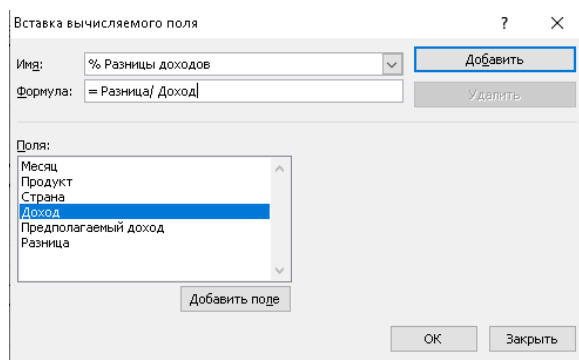 Вставка вычисляемого поля ?
Имя: % Разницы доходов Добавить
Формула: = Разница/ Доход Удалить
Поля:
Месяц
Продукт
Страна
Доход
Предполагаемый доход
Разница
Добавить поле
ОК Закрыть